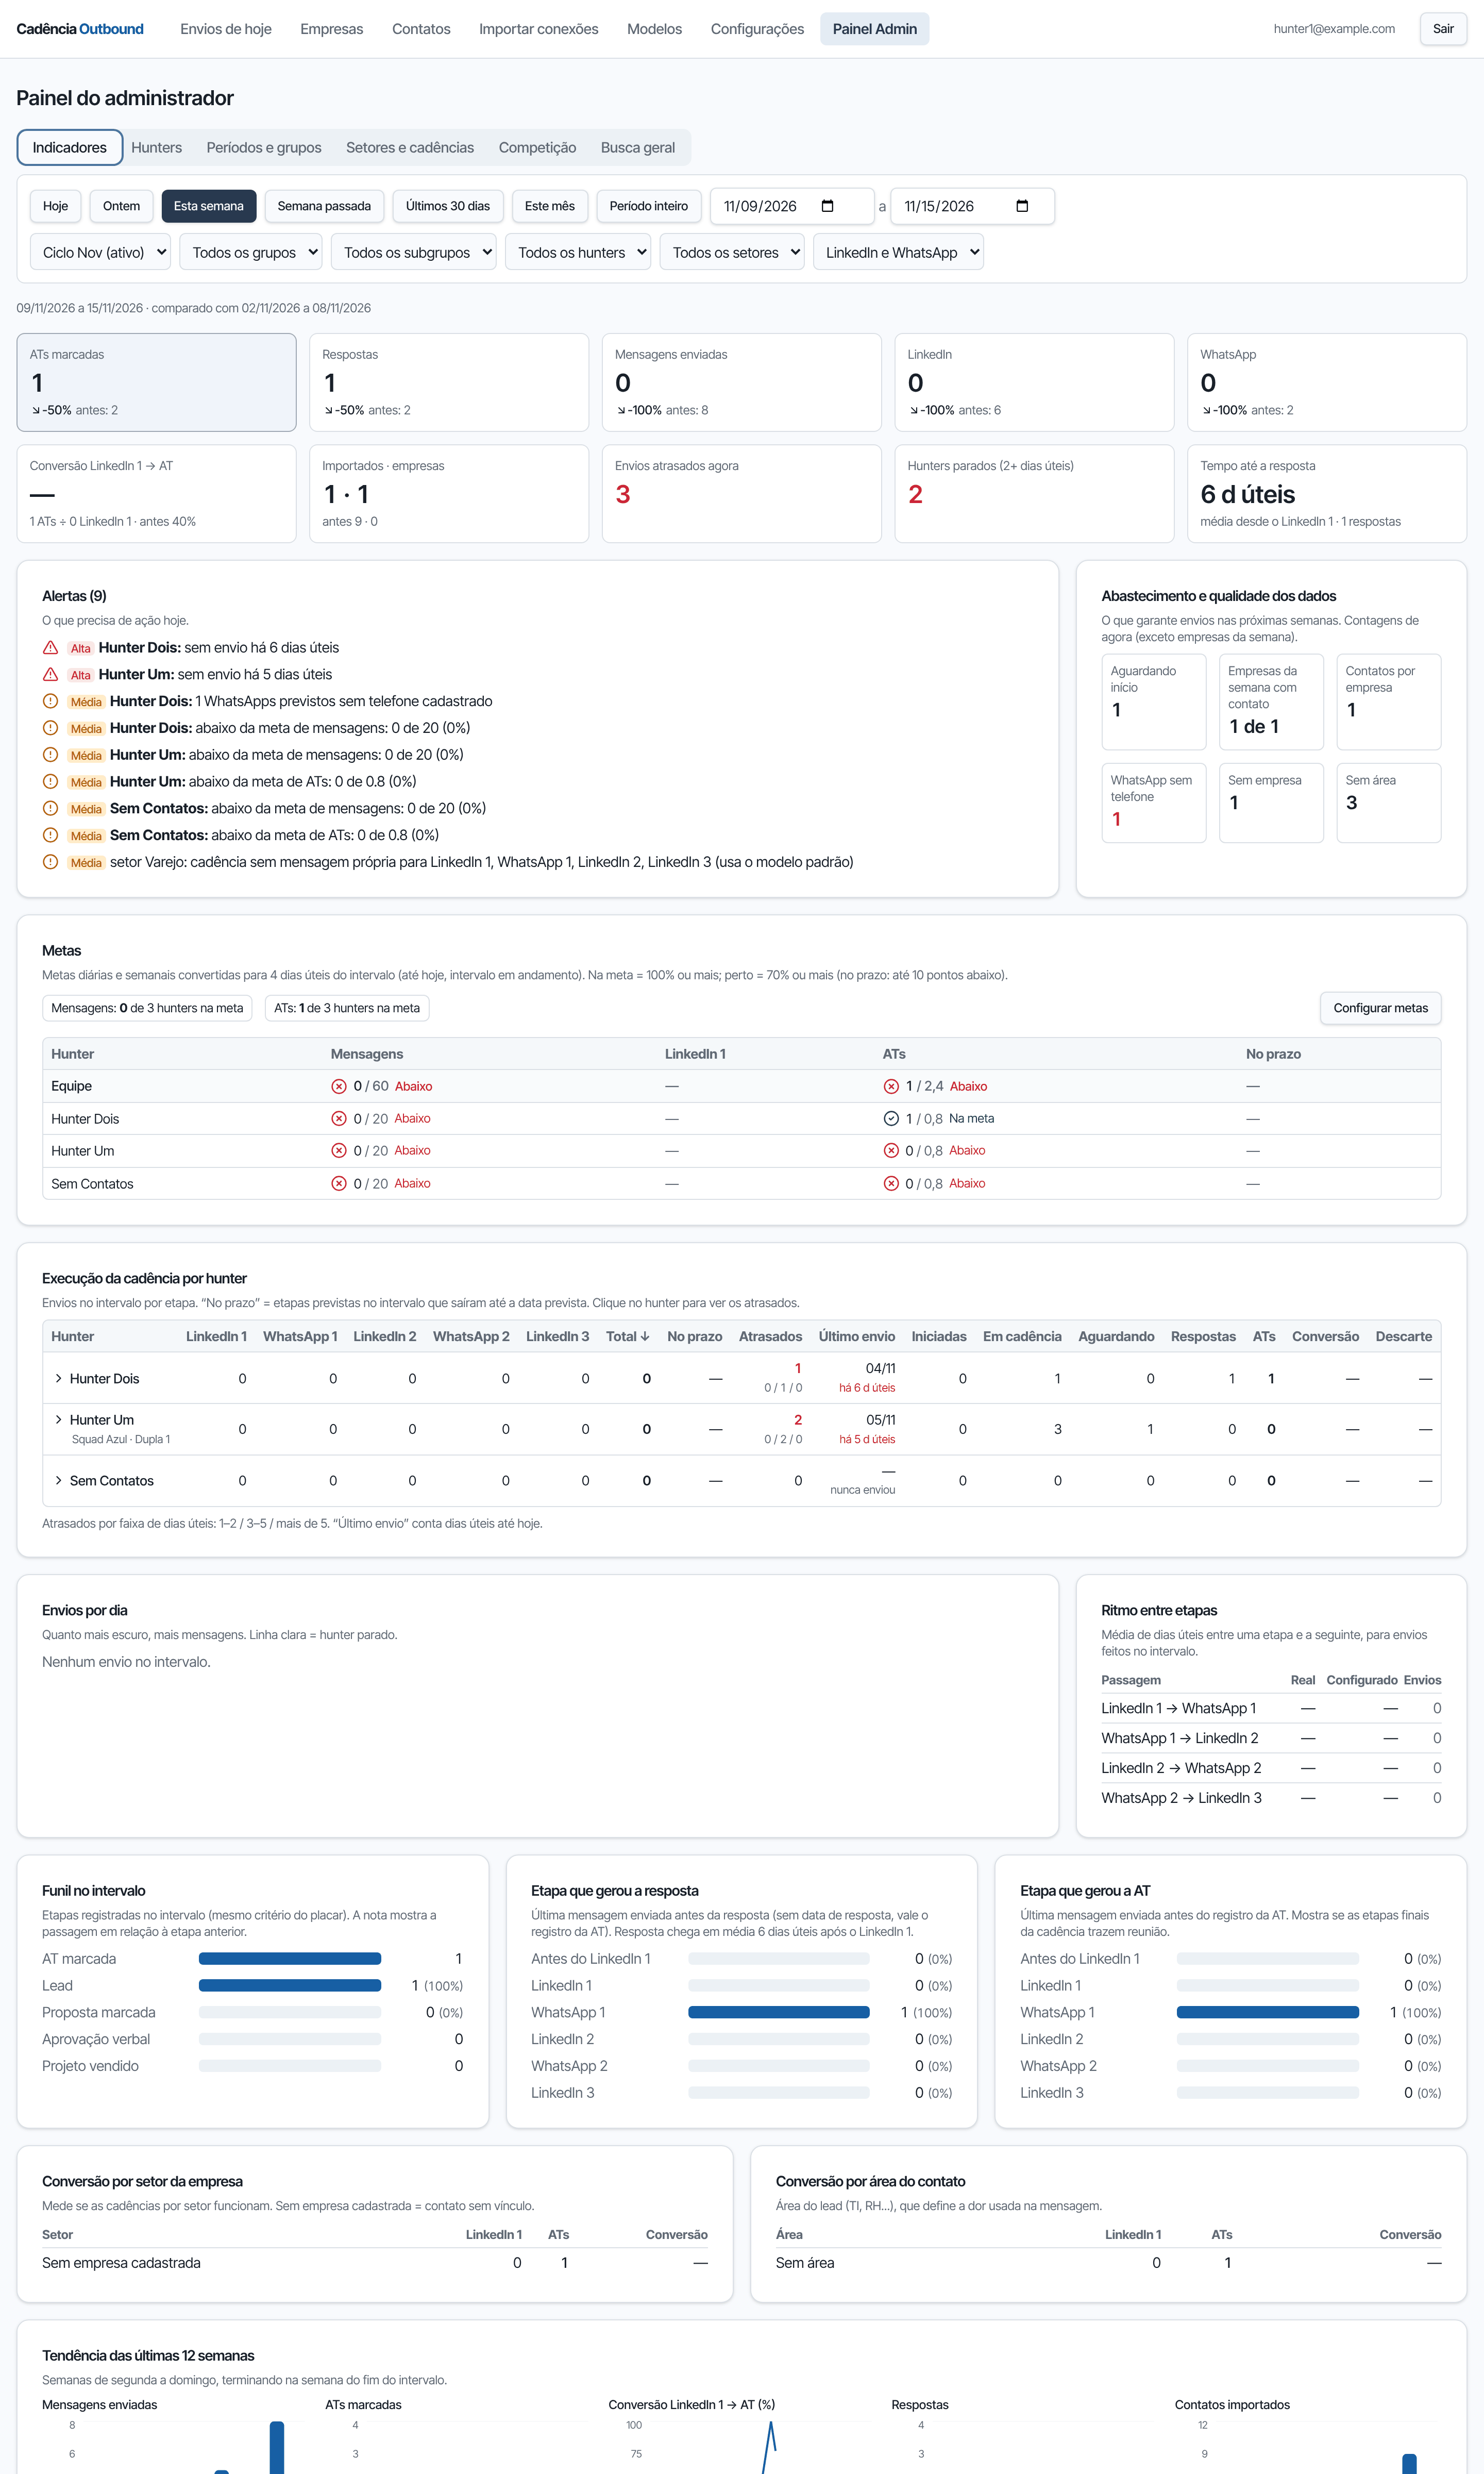 Cadência Outbound
Envios de hoje
Empresas
Contatos
Importar conexões
Modelos
Configurações
Painel Admin
hunter1@example.com
Sair
Painel do administrador
Indicadores
Hunters
Períodos e grupos
Setores e cadências
Competição
Busca geral
Hoje
Ontem
Esta semana
Semana passada
Últimos 30 dias
Este mês
Período inteiro
11/09/2026
a
11/15/2026
Ciclo Nov (ativo)
Todos os grupos
Todos os subgrupos
Todos os hunters
Todos os setores
LinkedIn e WhatsApp
09/11/2026 a 15/11/2026 · comparado com 02/11/2026 a 08/11/2026
ATs marcadas
1
↘ -50% antes: 2
Respostas
1
↘ -50% antes: 2
Mensagens enviadas
0
↘ -100% antes: 8
LinkedIn
0
↘ -100% antes: 6
WhatsApp
0
↘ -100% antes: 2
Conversão LinkedIn 1 → AT
—
1 ATs ÷ 0 LinkedIn 1 · antes 40%
Importados · empresas
1 · 1
antes 9 · 0
Envios atrasados agora
3
Hunters parados (2+ dias úteis)
2
Tempo até a resposta
6 d úteis
média desde o LinkedIn 1 · 1 respostas
Alertas (9)
O que precisa de ação hoje.
Alta Hunter Dois: sem envio há 6 dias úteis
Alta Hunter Um: sem envio há 5 dias úteis
Média Hunter Dois: 1 WhatsApps previstos sem telefone cadastrado
Média Hunter Dois: abaixo da meta de mensagens: 0 de 20 (0%)
Média Hunter Um: abaixo da meta de mensagens: 0 de 20 (0%)
Média Hunter Um: abaixo da meta de ATs: 0 de 0.8 (0%)
Média Sem Contatos: abaixo da meta de mensagens: 0 de 20 (0%)
Média Sem Contatos: abaixo da meta de ATs: 0 de 0.8 (0%)
Média setor Varejo: cadência sem mensagem própria para LinkedIn 1, WhatsApp 1, LinkedIn 2, LinkedIn 3 (usa o modelo padrão)
Abastecimento e qualidade dos dados
O que garante envios nas próximas semanas. Contagens de
agora (exceto empresas da semana).
Aguardando
início
1
Empresas da
semana com
contato
1 de 1
Contatos por
empresa
1
WhatsApp sem
telefone
1
Sem empresa
1
Sem área
3
Metas
Metas diárias e semanais convertidas para 4 dias úteis do intervalo (até hoje, intervalo em andamento). Na meta = 100% ou mais; perto = 70% ou mais (no prazo: até 10 pontos abaixo).
Mensagens: 0 de 3 hunters na meta
ATs: 1 de 3 hunters na meta
Configurar metas
Hunter Mensagens LinkedIn 1 ATs No prazo
Equipe 0 / 60 Abaixo — 1 / 2,4 Abaixo —
Hunter Dois 0 / 20 Abaixo — 1 / 0,8 Na meta —
Hunter Um 0 / 20 Abaixo — 0 / 0,8 Abaixo —
Sem Contatos 0 / 20 Abaixo — 0 / 0,8 Abaixo —
Execução da cadência por hunter
Envios no intervalo por etapa. “No prazo” = etapas previstas no intervalo que saíram até a data prevista. Clique no hunter para ver os atrasados.
Hunter LinkedIn 1 WhatsApp 1 LinkedIn 2 WhatsApp 2 LinkedIn 3 Total ↓ No prazo Atrasados Último envio Iniciadas Em cadência Aguardando Respostas ATs Conversão Descarte
Hunter Dois 0 0 0 0 0 0 — 1 04/11 0 1 0 1 1 — —
0 / 1 / 0 há 6 d úteis
Hunter Um 0 0 0 0 0 0 — 2 05/11 0 3 1 0 0 — —
Squad Azul · Dupla 1 0 / 2 / 0 há 5 d úteis
Sem Contatos 0 0 0 0 0 0 — 0 — 0 0 0 0 0 — —
nunca enviou
Atrasados por faixa de dias úteis: 1–2 / 3–5 / mais de 5. “Último envio” conta dias úteis até hoje.
Envios por dia
Quanto mais escuro, mais mensagens. Linha clara = hunter parado.
Nenhum envio no intervalo.
Ritmo entre etapas
Média de dias úteis entre uma etapa e a seguinte, para envios
feitos no intervalo.
Passagem Real Configurado Envios
LinkedIn 1 → WhatsApp 1 — — 0
WhatsApp 1 → LinkedIn 2 — — 0
LinkedIn 2 → WhatsApp 2 — — 0
WhatsApp 2 → LinkedIn 3 — — 0
Funil no intervalo
Etapas registradas no intervalo (mesmo critério do placar). A nota mostra a
passagem em relação à etapa anterior.
AT marcada 1
Lead 1 (100%)
Proposta marcada 0 (0%)
Aprovação verbal 0
Projeto vendido 0
Etapa que gerou a resposta
Última mensagem enviada antes da resposta (sem data de resposta, vale o
registro da AT). Resposta chega em média 6 dias úteis após o LinkedIn 1.
Antes do LinkedIn 1 0 (0%)
LinkedIn 1 0 (0%)
WhatsApp 1 1 (100%)
LinkedIn 2 0 (0%)
WhatsApp 2 0 (0%)
LinkedIn 3 0 (0%)
Etapa que gerou a AT
Última mensagem enviada antes do registro da AT. Mostra se as etapas finais
da cadência trazem reunião.
Antes do LinkedIn 1 0 (0%)
LinkedIn 1 0 (0%)
WhatsApp 1 1 (100%)
LinkedIn 2 0 (0%)
WhatsApp 2 0 (0%)
LinkedIn 3 0 (0%)
Conversão por setor da empresa
Mede se as cadências por setor funcionam. Sem empresa cadastrada = contato sem vínculo.
Setor LinkedIn 1 ATs Conversão
Sem empresa cadastrada 0 1 —
Conversão por área do contato
Área do lead (TI, RH...), que define a dor usada na mensagem.
Área LinkedIn 1 ATs Conversão
Sem área 0 1 —
Tendência das últimas 12 semanas
Semanas de segunda a domingo, terminando na semana do fim do intervalo.
Mensagens enviadas
8
6
ATs marcadas
4
3
Conversão LinkedIn 1 → AT (%)
100
75
Respostas
4
3
Contatos importados
12
9